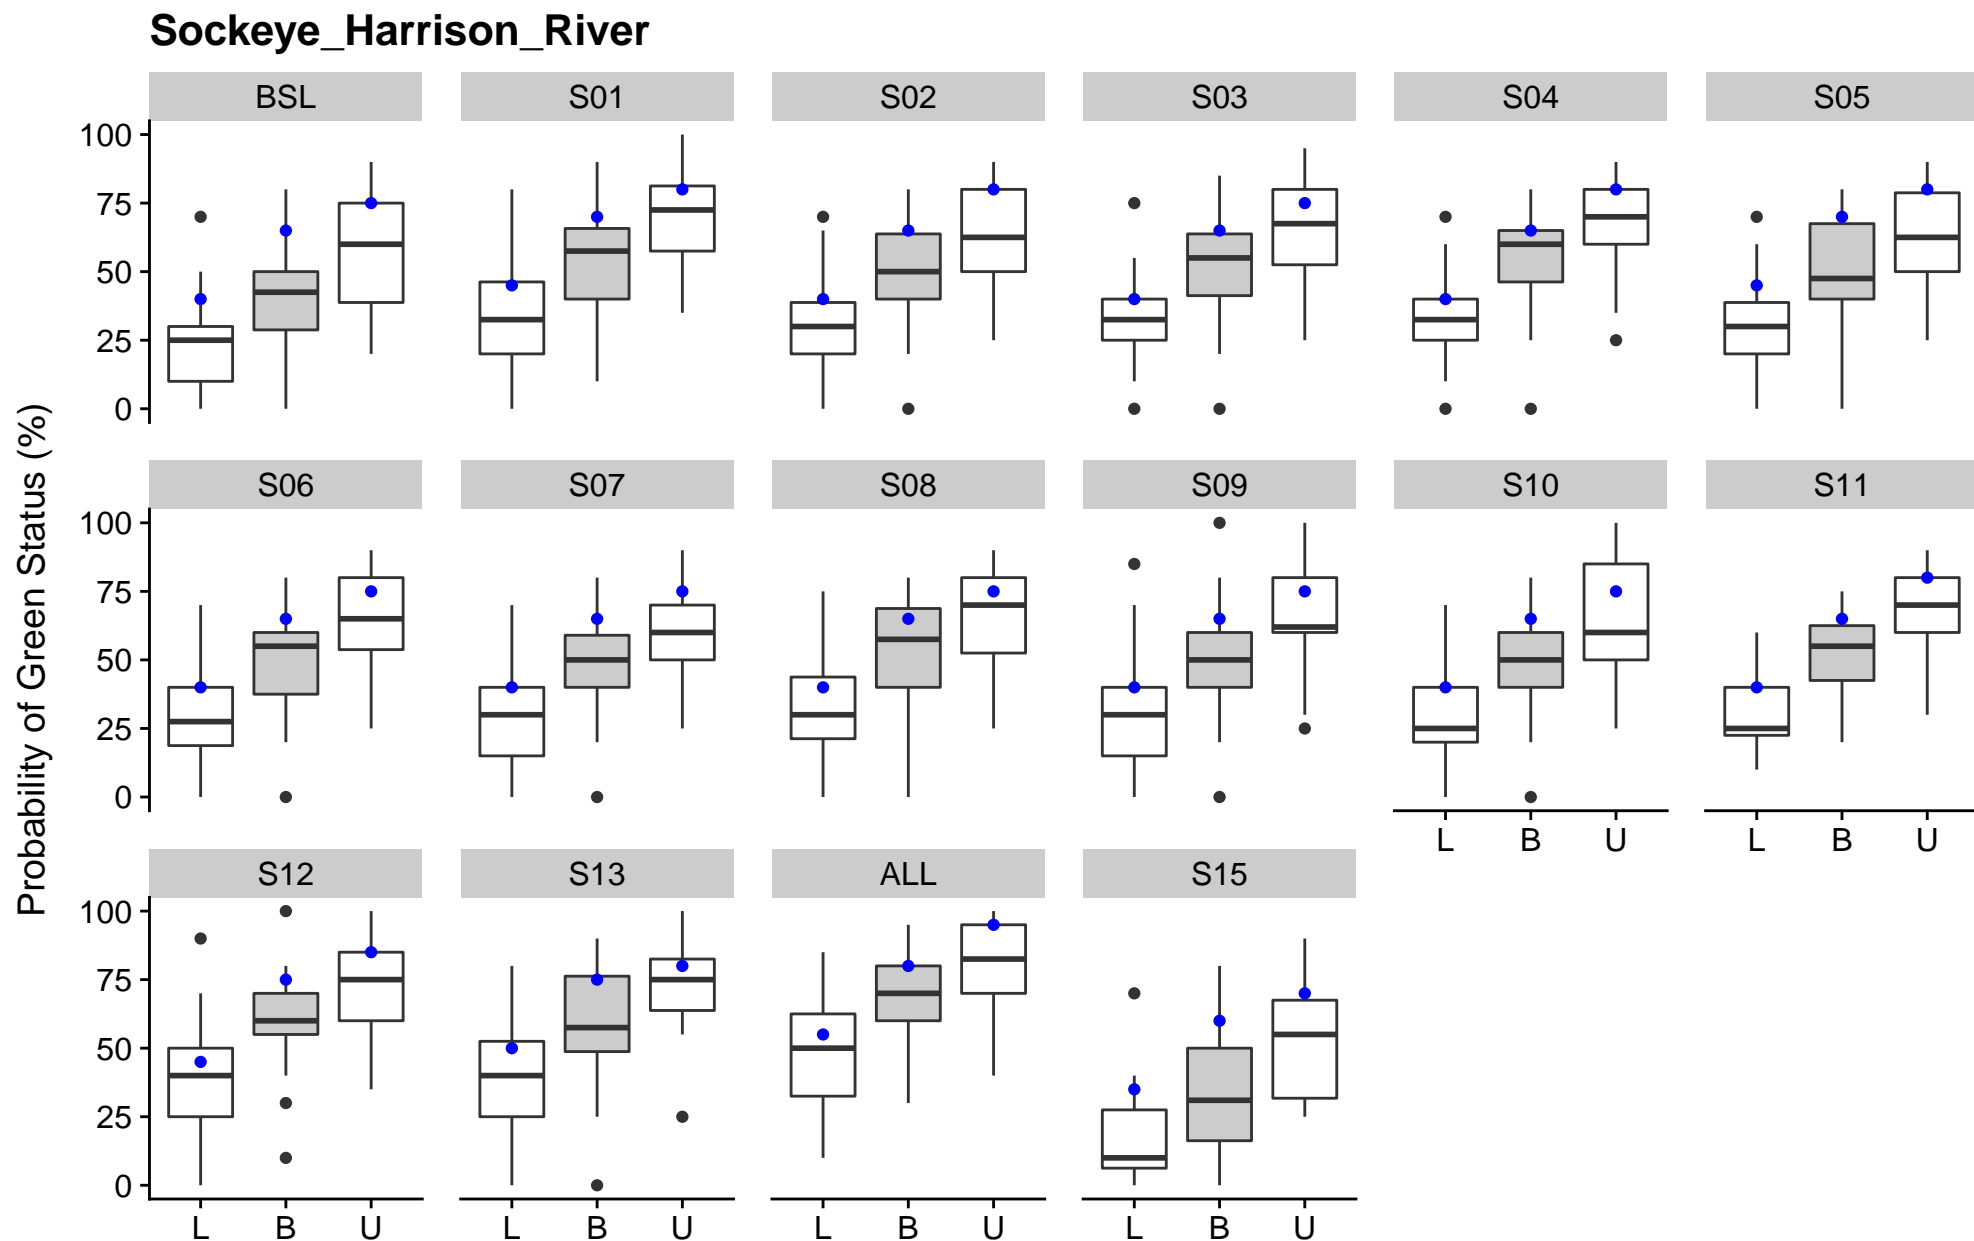 Sockeye_Harrison_River
BSL S01 S02 S03 S04 S05
100
75
50
25
0
Probability of Green Status (%)
S06 S07 S08 S09 S10 S11
100
75
50
25
0
L B U L B U
S12 S13 ALL S15
100
75
50
25
0
L B U L B U L B U L B U